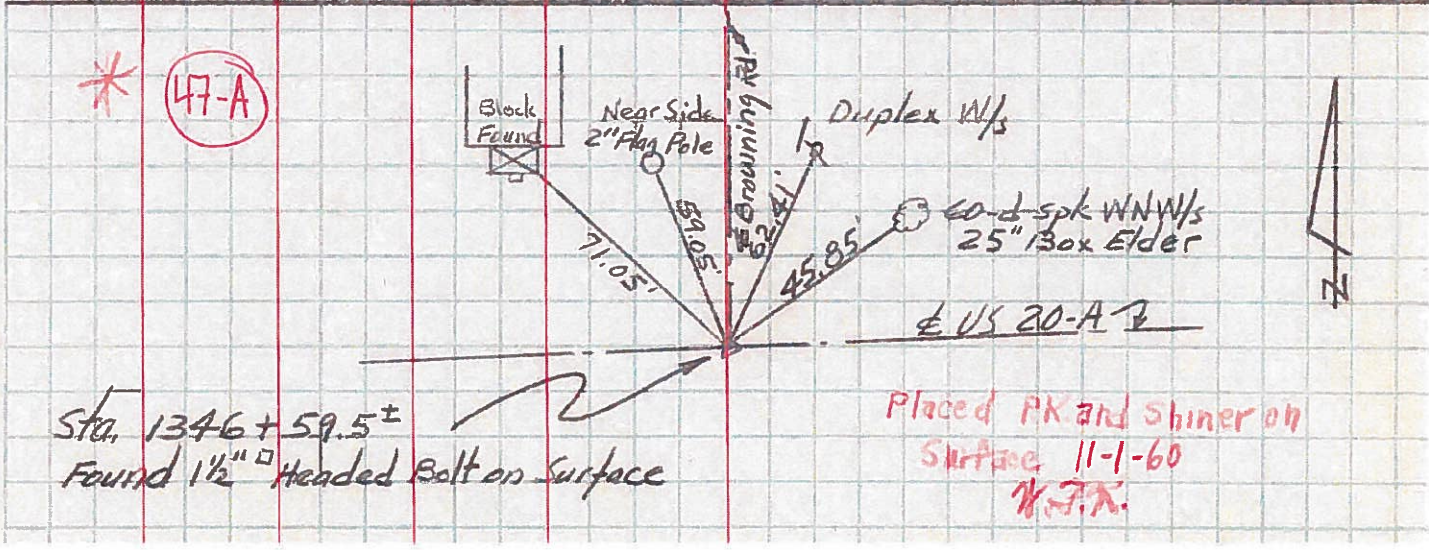 47-A
Block
Found
Near Side
2" Flag Pole
℄ Browning Rd
Duplex W/s
60-d-spk WNW/s
25" Box Elder
71.05'
59.05'
62.41'
45.85'
℄ US 20-A
N
Sta. 1346+59.5±
Found 1½"□ Headed Bolt on Surface
Placed PK and Shiner on
Surface 11-1-60